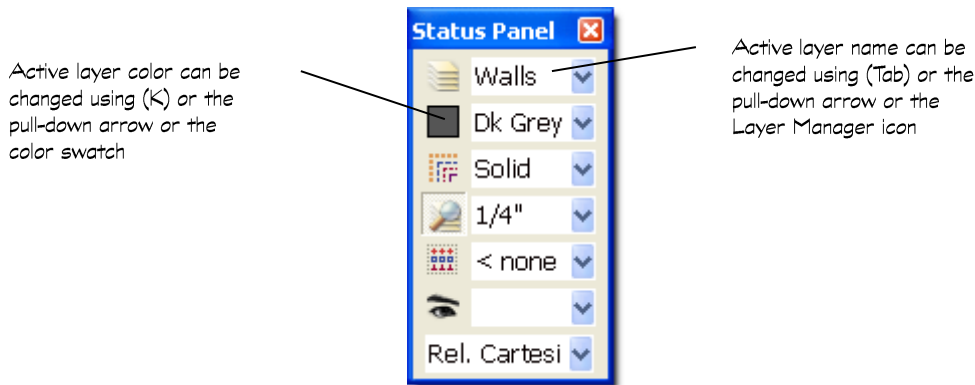 Status Panel
Active layer color can be
changed using (K) or the
pull-down arrow or the
color swatch
Walls
Dk Grey
Solid
1/4"
< none
Rel. Cartesi
Active layer name can be
changed using (Tab) or the
pull-down arrow or the
Layer Manager icon